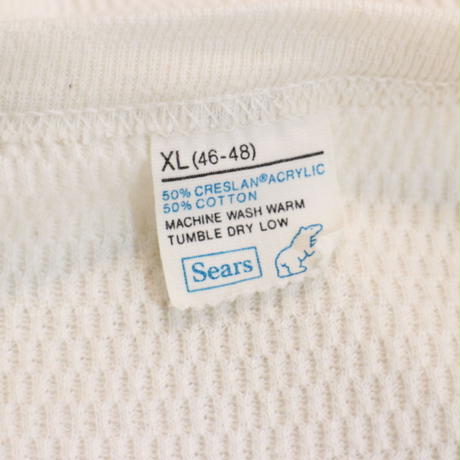 XL (46-48)
50% CRESLAN® ACRYLIC
50% COTTON
MACHINE WASH WARM
TUMBLE DRY LOW
Sears